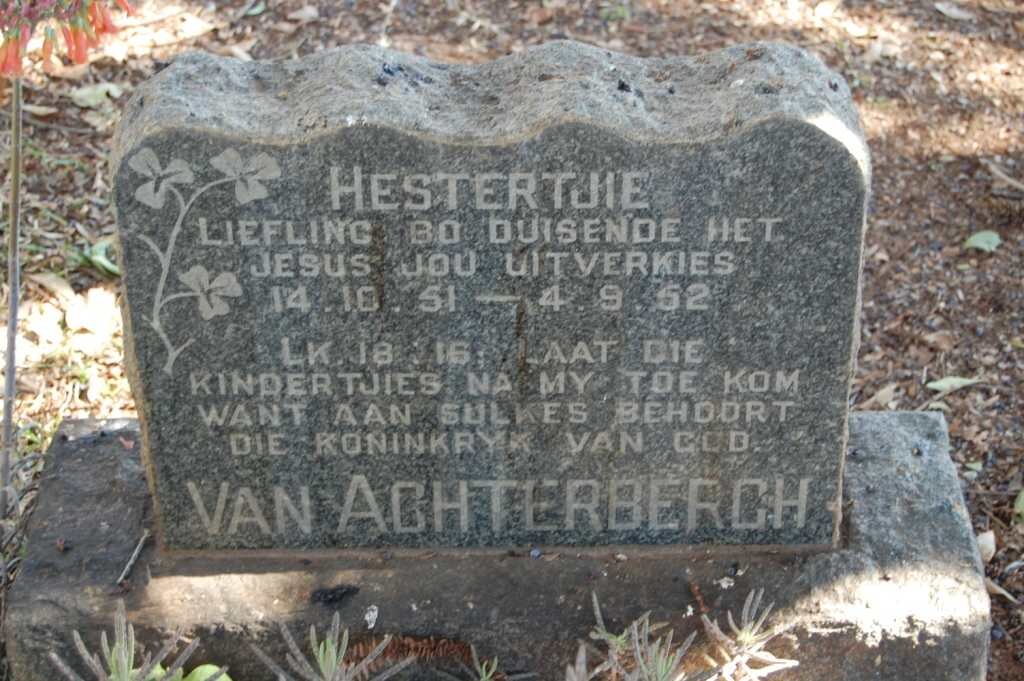 HESTERTJIE
LIEFLING BO DUISENDE HET
JESUS JOU UITVERKIES
14.10.51 — 4.9.52
LK.18:16. LAAT DIE
KINDERTJIES NA MY TOE KOM
WANT AAN SULKES BEHOORT
DIE KONINKRYK VAN GOD.
VAN ACHTERBERGH